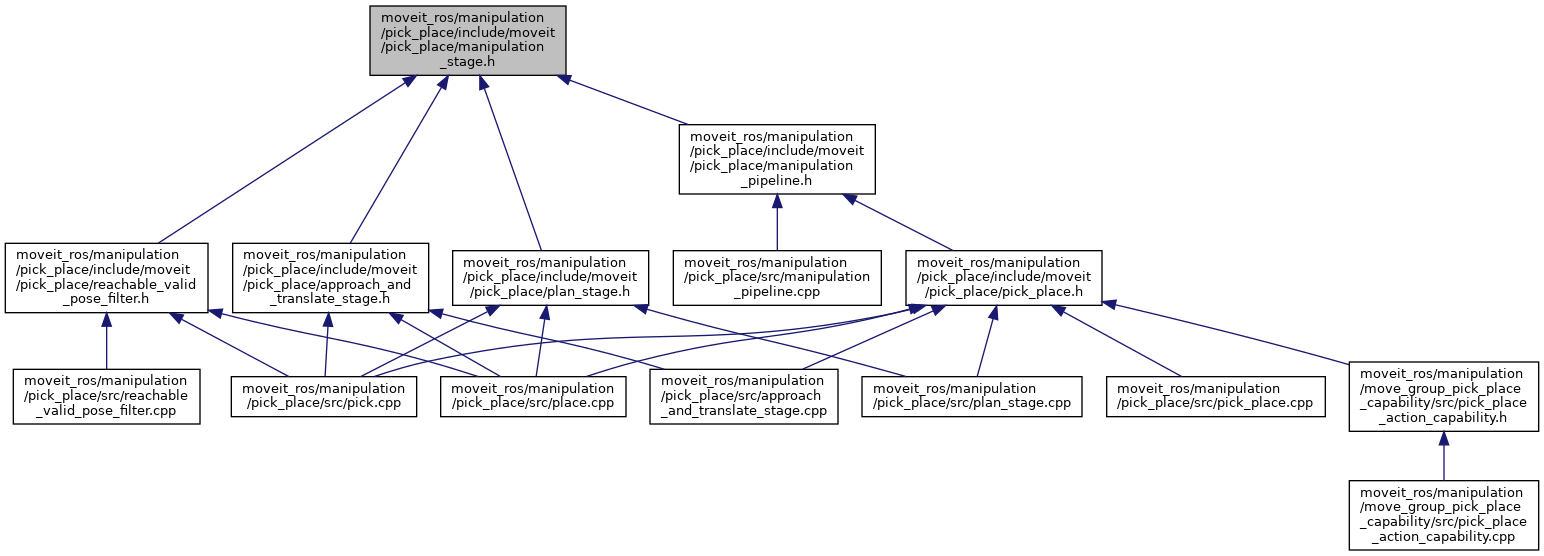 moveit_ros/manipulation
/pick_place/include/moveit
/pick_place/manipulation
_stage.h
moveit_ros/manipulation
/pick_place/include/moveit
/pick_place/manipulation
_pipeline.h
moveit_ros/manipulation
/pick_place/include/moveit
/pick_place/reachable_valid
_pose_filter.h
moveit_ros/manipulation
/pick_place/include/moveit
/pick_place/approach_and
_translate_stage.h
moveit_ros/manipulation
/pick_place/include/moveit
/pick_place/plan_stage.h
moveit_ros/manipulation
/pick_place/src/manipulation
_pipeline.cpp
moveit_ros/manipulation
/pick_place/include/moveit
/pick_place/pick_place.h
moveit_ros/manipulation
/pick_place/src/reachable
_valid_pose_filter.cpp
moveit_ros/manipulation
/pick_place/src/pick.cpp
moveit_ros/manipulation
/pick_place/src/place.cpp
moveit_ros/manipulation
/pick_place/src/approach
_and_translate_stage.cpp
moveit_ros/manipulation
/pick_place/src/plan_stage.cpp
moveit_ros/manipulation
/pick_place/src/pick_place.cpp
moveit_ros/manipulation
/move_group_pick_place
_capability/src/pick_place
_action_capability.h
moveit_ros/manipulation
/move_group_pick_place
_capability/src/pick_place
_action_capability.cpp